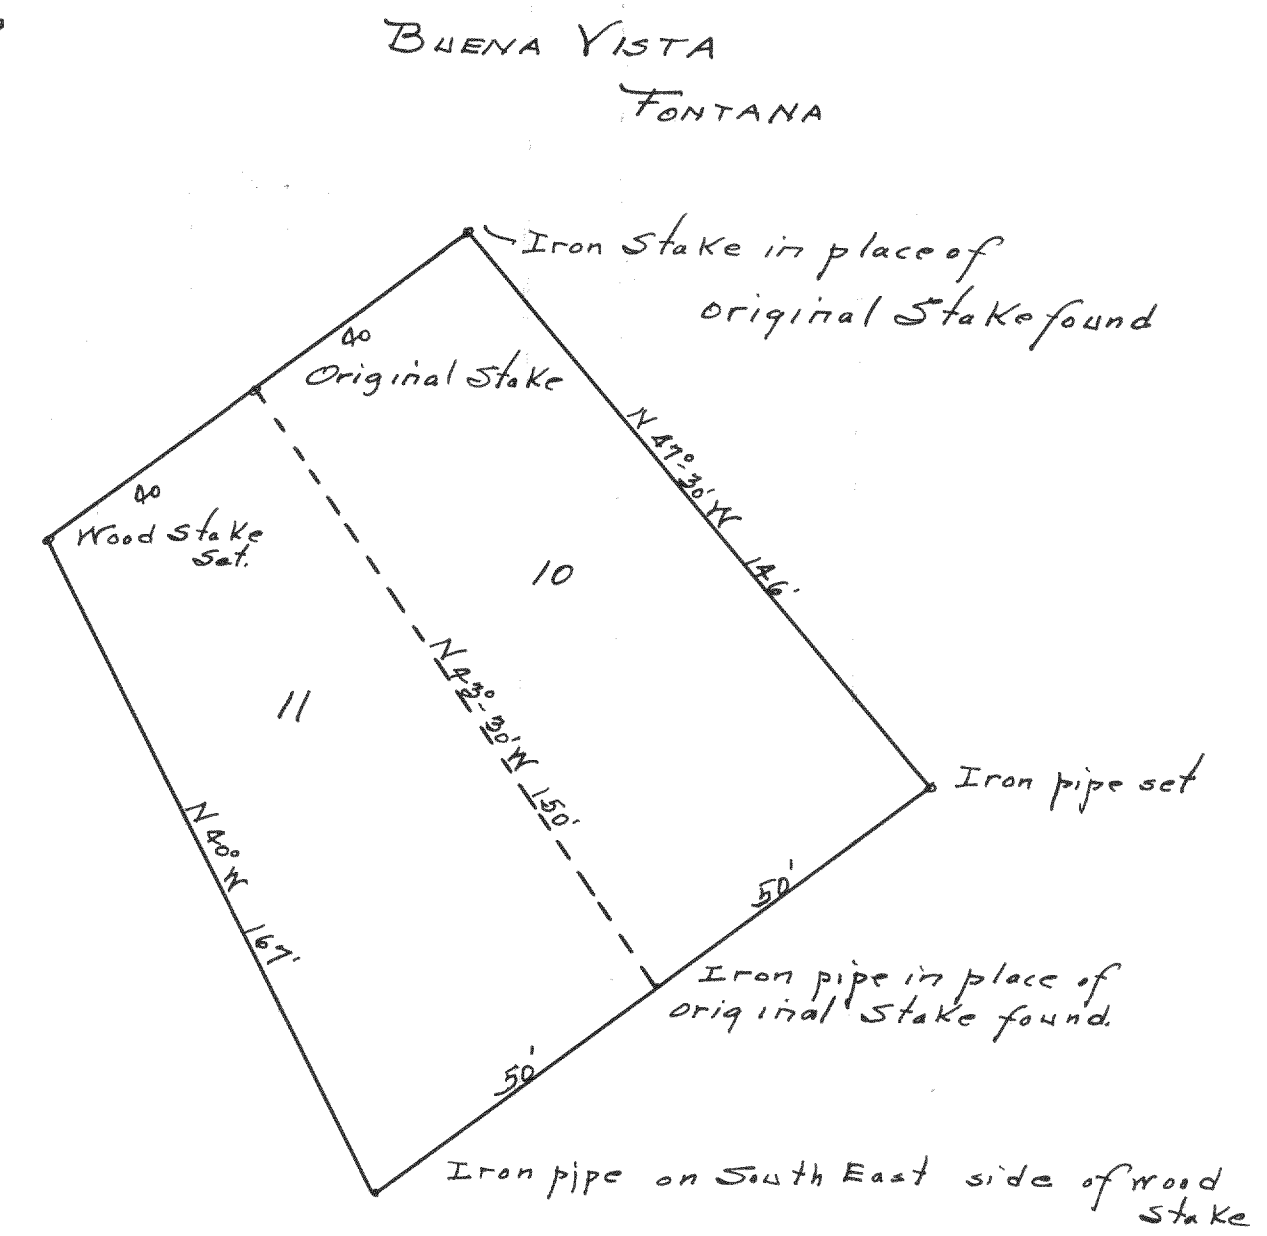 BUENA VISTA
FONTANA
Iron Stake in place of
original Stake found
40
Original Stake
N 47°-30' W 146'
40
Wood Stake
Set.
10
11
N 43°-30' W 150'
N 40° W 167'
Iron pipe set
50'
Iron pipe in place of
original Stake found.
50'
Iron pipe on South East side of wood
Stake